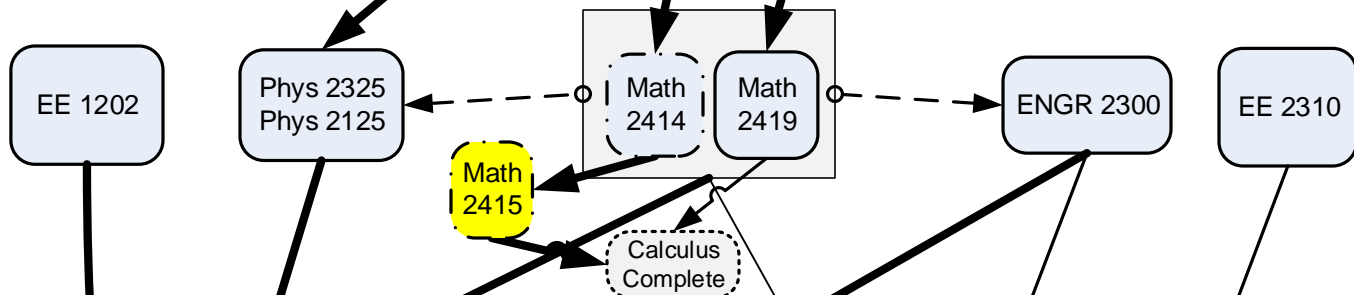 EE 1202
Phys 2325
Phys 2125
Math
2414
Math
2419
ENGR 2300
EE 2310
Math
2415
Calculus
Complete